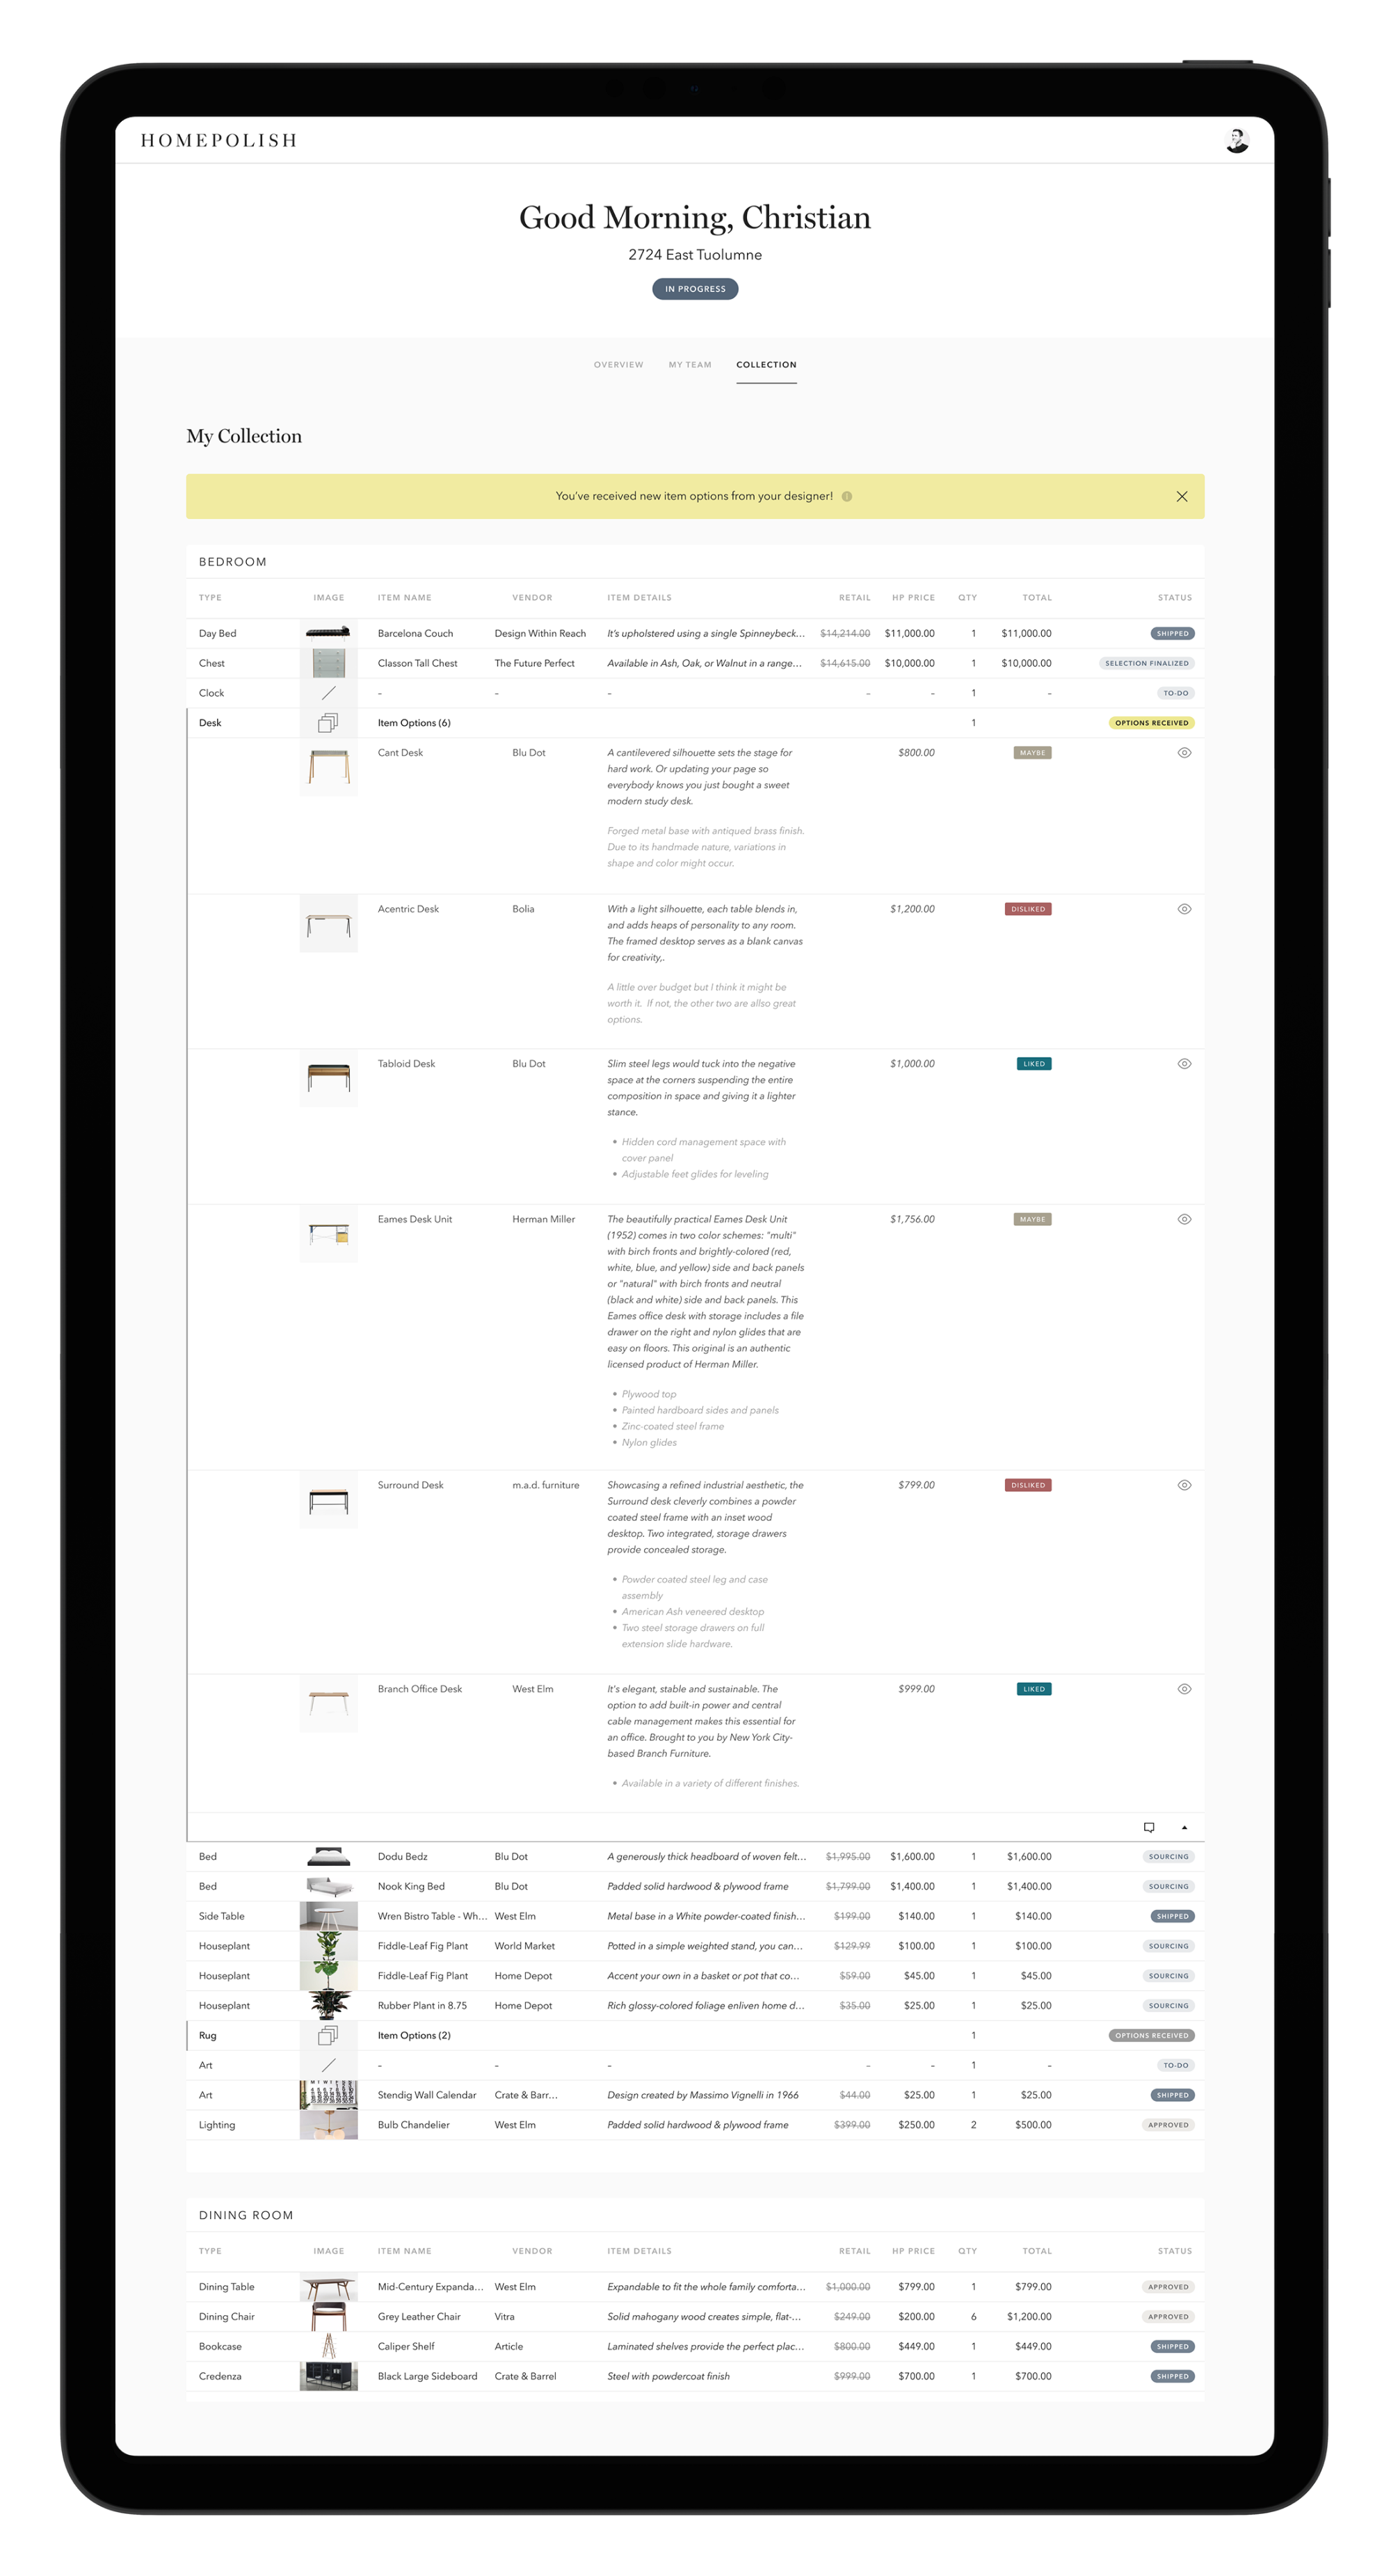 HOMEPOLISH
Good Morning, Christian
2724 East Tuolumne
IN PROGRESS
OVERVIEW MY TEAM COLLECTION
My Collection
You've received new item options from your designer!
BEDROOM
TYPE IMAGE ITEM NAME VENDOR ITEM DETAILS RETAIL HP PRICE QTY TOTAL STATUS
Day Bed Barcelona Couch Design Within Reach It's upholstered using a single Spinneybeck... $14,214.00 $11,000.00 1 $11,000.00 SHIPPED
Chest Classon Tall Chest The Future Perfect Available in Ash, Oak, or Walnut in a range... $14,615.00 $10,000.00 1 $10,000.00 SELECTION FINALIZED
Clock – – – – – 1 – TO-DO
Desk Item Options (6) 1 OPTIONS RECEIVED
Cant Desk Blu Dot A cantilevered silhouette sets the stage for $800.00 MAYBE
hard work. Or updating your page so
everybody knows you just bought a sweet
modern study desk.
Forged metal base with antiqued brass finish.
Due to its handmade nature, variations in
shape and color might occur.
Acentric Desk Bolia With a light silhouette, each table blends in, $1,200.00 DISLIKED
and adds heaps of personality to any room.
The framed desktop serves as a blank canvas
for creativity,.
A little over budget but I think it might be
worth it. If not, the other two are allso great
options.
Tabloid Desk Blu Dot Slim steel legs would tuck into the negative $1,000.00 LIKED
space at the corners suspending the entire
composition in space and giving it a lighter
stance.
• Hidden cord management space with
cover panel
• Adjustable feet glides for leveling
Eames Desk Unit Herman Miller The beautifully practical Eames Desk Unit $1,756.00 MAYBE
(1952) comes in two color schemes: "multi"
with birch fronts and brightly-colored (red,
white, blue, and yellow) side and back panels
or "natural" with birch fronts and neutral
(black and white) side and back panels. This
Eames office desk with storage includes a file
drawer on the right and nylon glides that are
easy on floors. This original is an authentic
licensed product of Herman Miller.
• Plywood top
• Painted hardboard sides and panels
• Zinc-coated steel frame
• Nylon glides
Surround Desk m.a.d. furniture Showcasing a refined industrial aesthetic, the $799.00 DISLIKED
Surround desk cleverly combines a powder
coated steel frame with an inset wood
desktop. Two integrated, storage drawers
provide concealed storage.
• Powder coated steel leg and case
assembly
• American Ash veneered desktop
• Two steel storage drawers on full
extension slide hardware.
Branch Office Desk West Elm It's elegant, stable and sustainable. The $999.00 LIKED
option to add built-in power and central
cable management makes this essential for
an office. Brought to you by New York City-
based Branch Furniture.
• Available in a variety of different finishes.
Bed Dodu Bedz Blu Dot A generously thick headboard of woven felt... $1,995.00 $1,600.00 1 $1,600.00 SOURCING
Bed Nook King Bed Blu Dot Padded solid hardwood & plywood frame $1,799.00 $1,400.00 1 $1,400.00 SOURCING
Side Table Wren Bistro Table - Wh... West Elm Metal base in a White powder-coated finish... $199.00 $140.00 1 $140.00 SHIPPED
Houseplant Fiddle-Leaf Fig Plant World Market Potted in a simple weighted stand, you can... $129.99 $100.00 1 $100.00 SOURCING
Houseplant Fiddle-Leaf Fig Plant Home Depot Accent your own in a basket or pot that co... $59.00 $45.00 1 $45.00 SOURCING
Houseplant Rubber Plant in 8.75 Home Depot Rich glossy-colored foliage enliven home d... $35.00 $25.00 1 $25.00 SOURCING
Rug Item Options (2) 1 OPTIONS RECEIVED
Art – – – – – 1 – TO-DO
Art Stendig Wall Calendar Crate & Barr... Design created by Massimo Vignelli in 1966 $44.00 $25.00 1 $25.00 SHIPPED
Lighting Bulb Chandelier West Elm Padded solid hardwood & plywood frame $399.00 $250.00 2 $500.00 APPROVED
DINING ROOM
TYPE IMAGE ITEM NAME VENDOR ITEM DETAILS RETAIL HP PRICE QTY TOTAL STATUS
Dining Table Mid-Century Expanda... West Elm Expandable to fit the whole family comforta... $1,000.00 $799.00 1 $799.00 APPROVED
Dining Chair Grey Leather Chair Vitra Solid mahogany wood creates simple, flat-... $249.00 $200.00 6 $1,200.00 APPROVED
Bookcase Caliper Shelf Article Laminated shelves provide the perfect plac... $800.00 $449.00 1 $449.00 SHIPPED
Credenza Black Large Sideboard Crate & Barrel Steel with powdercoat finish $999.00 $700.00 1 $700.00 SHIPPED